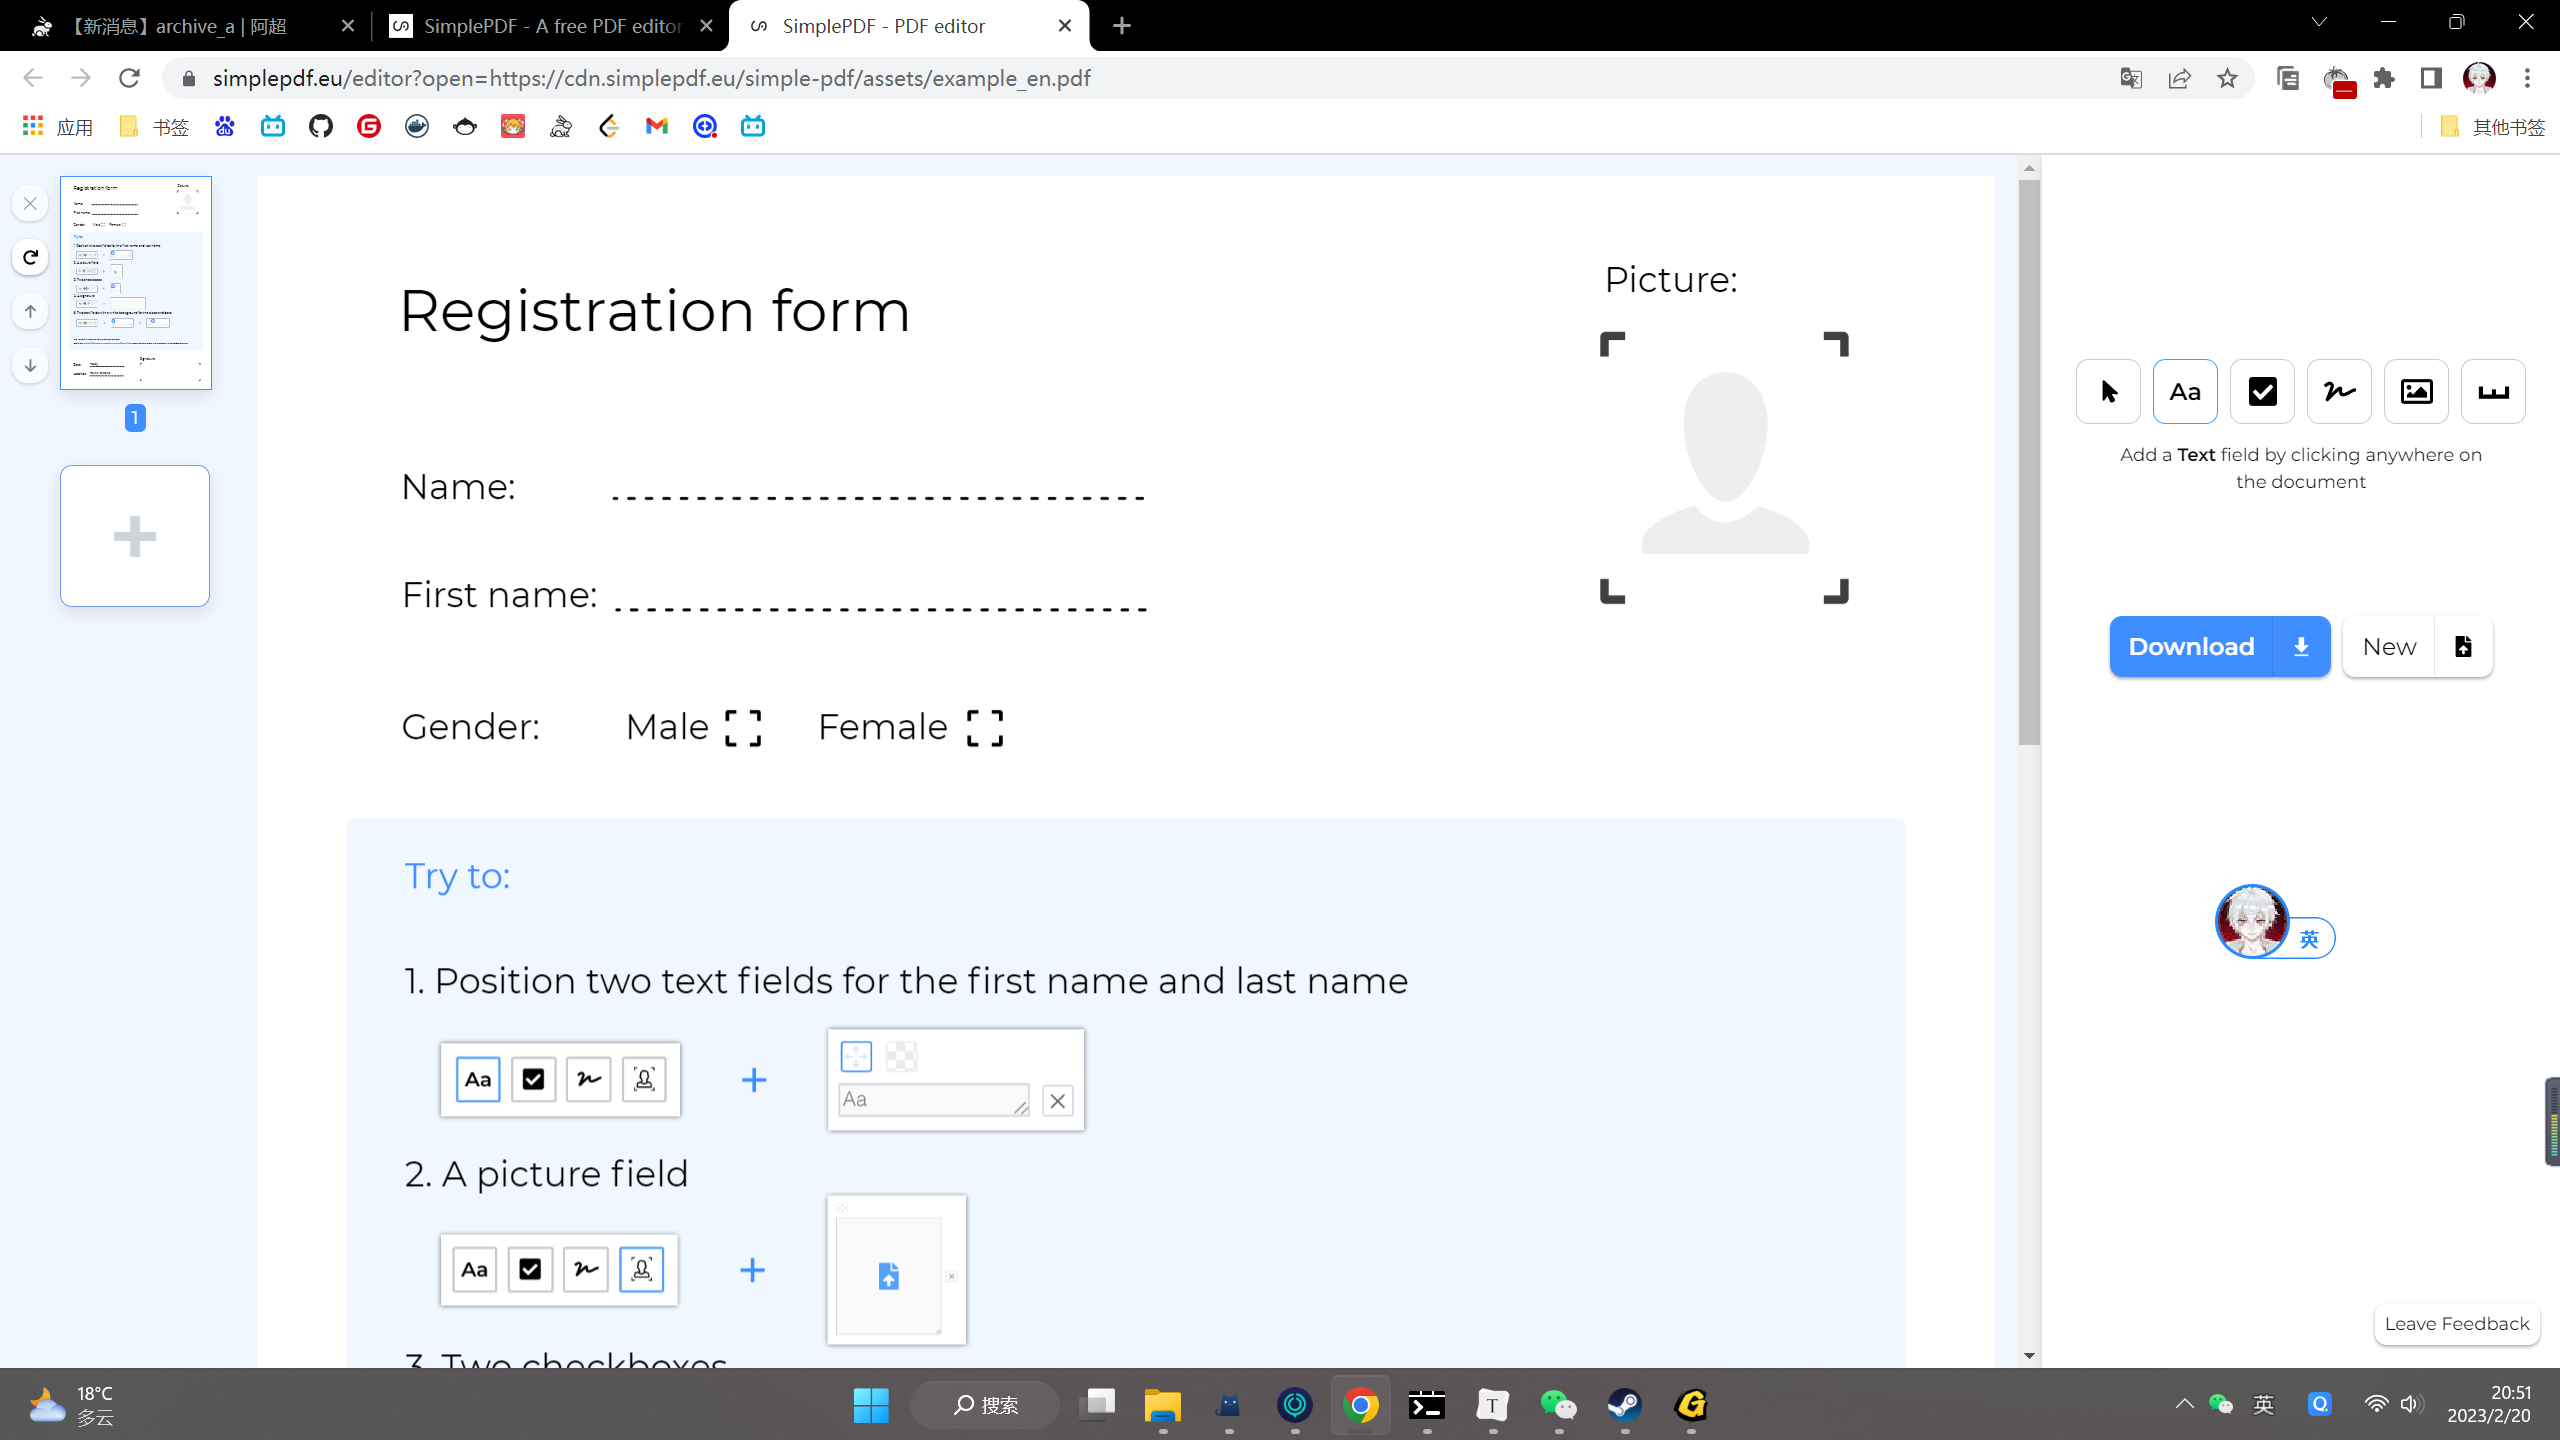 【新消息】archive_a | 阿超
SimplePDF - A free PDF editor
SimplePDF - PDF editor
simplepdf.eu/editor?open=https://cdn.simplepdf.eu/simple-pdf/assets/example_en.pdf
应用
书签
其他书签
1
Registration form
Picture:
Name:
First name:
Gender: Male Female
Try to:
1. Position two text fields for the first name and last name
Aa
Aa
2. A picture field
Aa
3. Two checkboxes
Aa
Add a Text field by clicking anywhere on
the document
Download
New
英
Leave Feedback
18°C
多云
搜索
英
20:51
2023/2/20